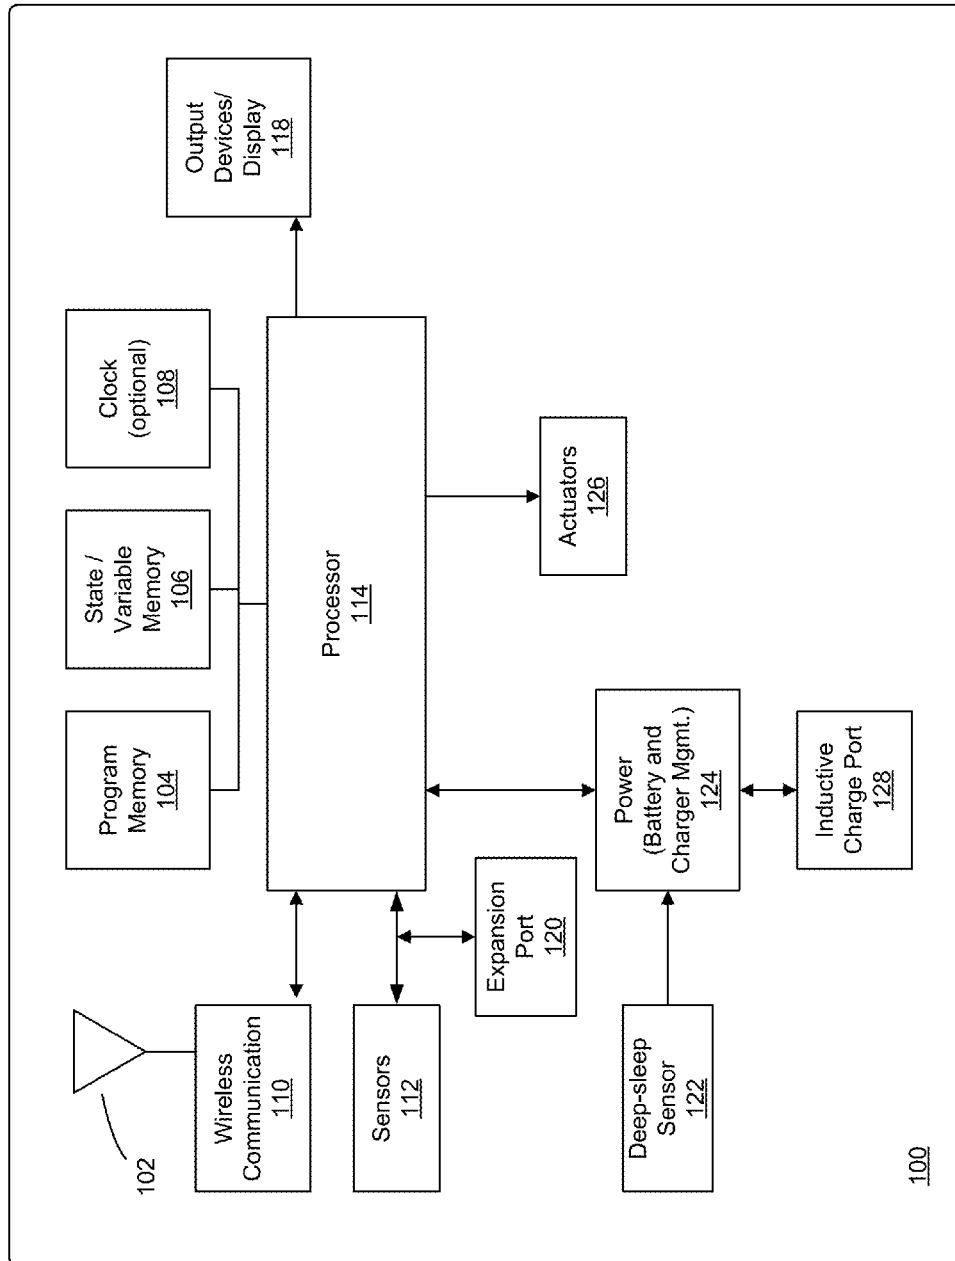 102
Wireless
Communication
110
Sensors
112
Deep-sleep
Sensor
122
100
Program
Memory
104
State /
Variable
Memory
106
Clock
(optional)
108
Output
Devices/
Display
118
Processor
114
Expansion
Port
120
Power
(Battery and
Charger Mgmt.)
124
Actuators
126
Inductive
Charge Port
128